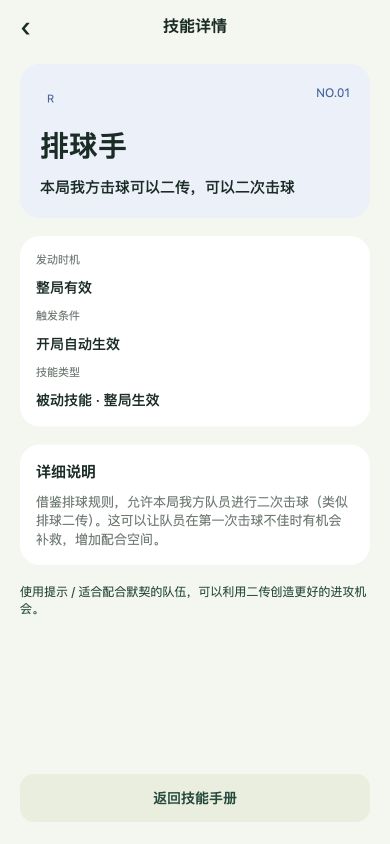 技能详情
R
NO.01
排球手
本局我方击球可以二传，可以二次击球
发动时机
整局有效
触发条件
开局自动生效
技能类型
被动技能 · 整局生效
详细说明
借鉴排球规则，允许本局我方队员进行二次击球（类似
排球二传）。这可以让队员在第一次击球不佳时有机会
补救，增加配合空间。
使用提示 / 适合配合默契的队伍，可以利用二传创造更好的进攻机
会。
返回技能手册